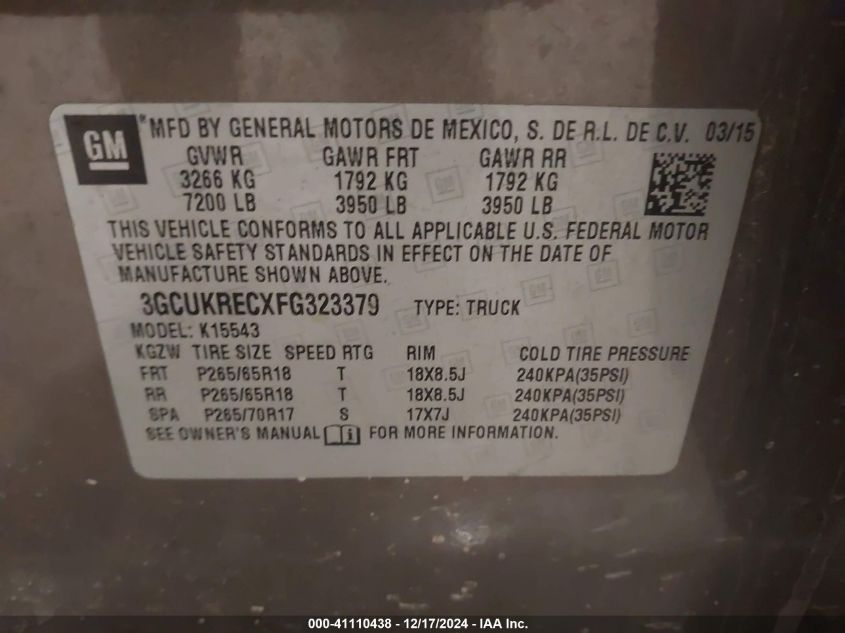 GM
* MFD BY GENERAL MOTORS DE MEXICO, S. DE R.L. DE C.V. 03/15
GVWR GAWR FRT GAWR RR
3266 KG 1792 KG 1792 KG
7200 LB 3950 LB 3950 LB
THIS VEHICLE CONFORMS TO ALL APPLICABLE U.S. FEDERAL MOTOR
VEHICLE SAFETY STANDARDS IN EFFECT ON THE DATE OF
MANUFACTURE SHOWN ABOVE.
3GCUKRECXFG323379 TYPE: TRUCK
MODEL: K15543
KGZW TIRE SIZE SPEED RTG RIM COLD TIRE PRESSURE
FRT P265/65R18 T 18X8.5J 240KPA(35PSI)
RR P265/65R18 T 18X8.5J 240KPA(35PSI)
SPA P265/70R17 S 17X7J 240KPA(35PSI)
SEE OWNER'S MANUAL FOR MORE INFORMATION.
000-41110438 - 12/17/2024 - IAA Inc.